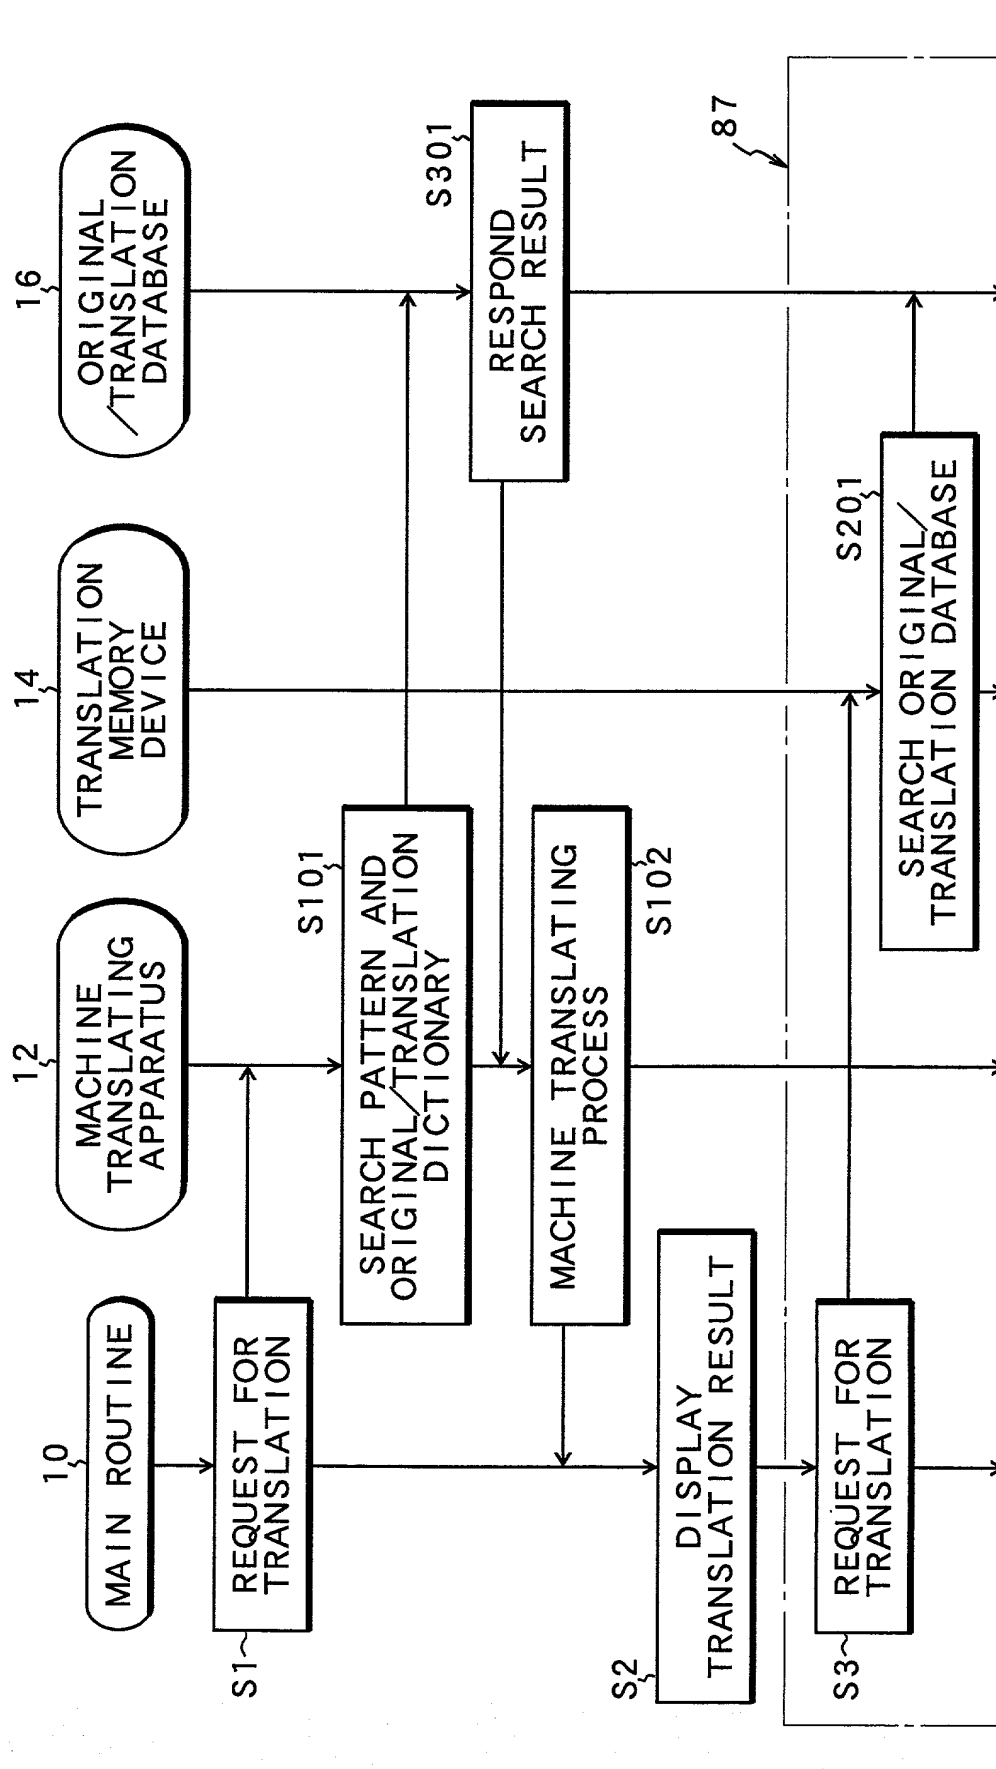 10
MAIN ROUTINE
12
MACHINE
TRANSLATING
APPARATUS
14
TRANSLATION
MEMORY
DEVICE
16
ORIGINAL
/TRANSLATION
DATABASE
S1
REQUEST FOR
TRANSLATION
S101
SEARCH PATTERN AND
ORIGINAL/TRANSLATION
DICTIONARY
S301
RESPOND
SEARCH RESULT
MACHINE TRANSLATING
PROCESS
S102
S2
DISPLAY
TRANSLATION RESULT
87
S3
REQUEST FOR
TRANSLATION
S201
SEARCH ORIGINAL/
TRANSLATION DATABASE